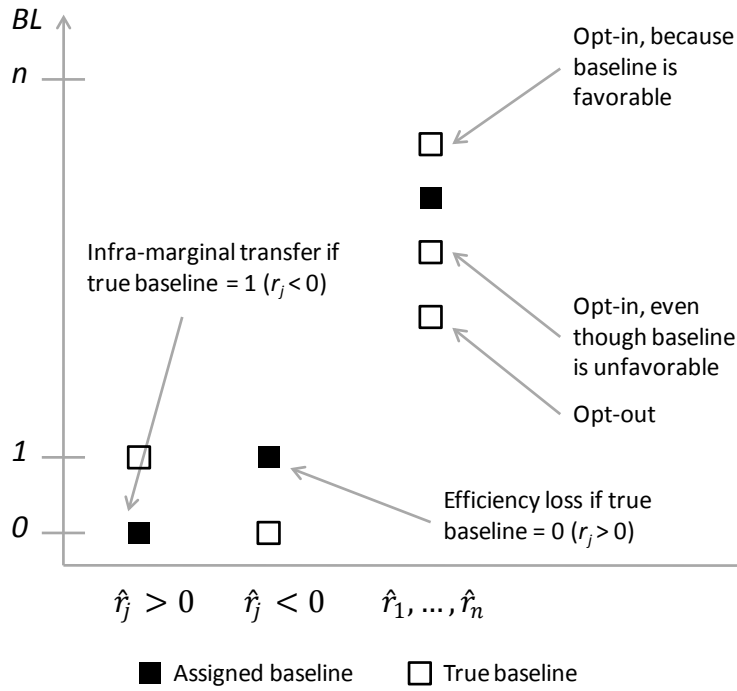 BL
n
Opt-in, because
baseline is
favorable
Infra-marginal transfer if
true baseline = 1 (r_j < 0)
Opt-in, even
though baseline
is unfavorable
Opt-out
1
Efficiency loss if true
baseline = 0 (r_j > 0)
0
r̂_j > 0
r̂_j < 0
r̂_1, …, r̂_n
Assigned baseline
True baseline